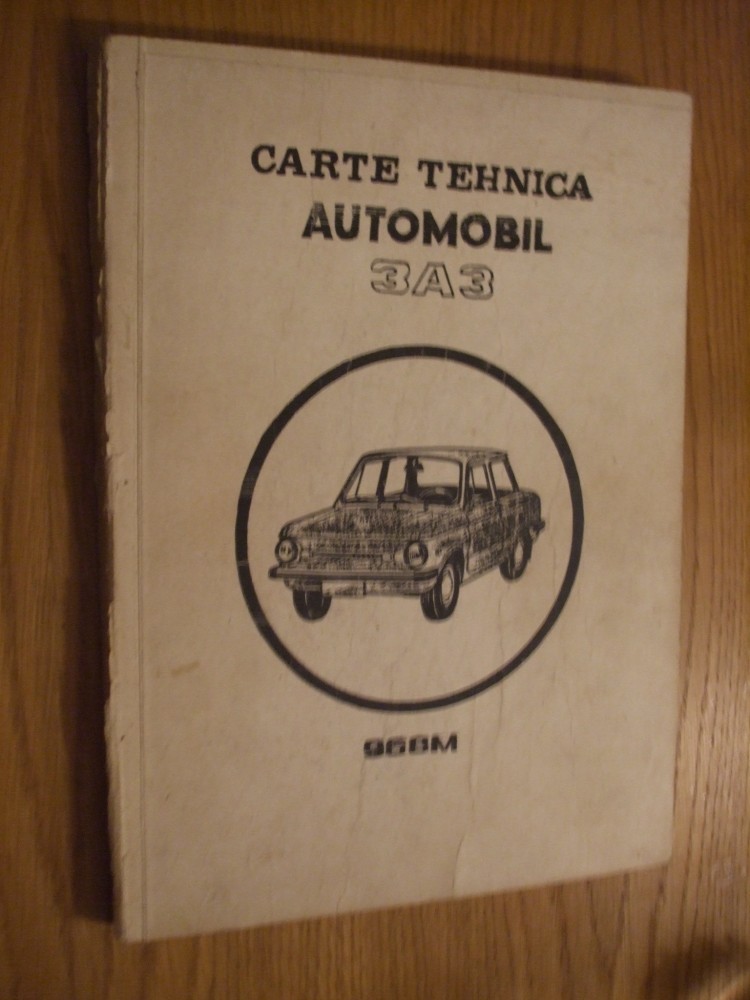 CARTE TEHNICA
AUTOMOBIL
ЗАЗ
968M